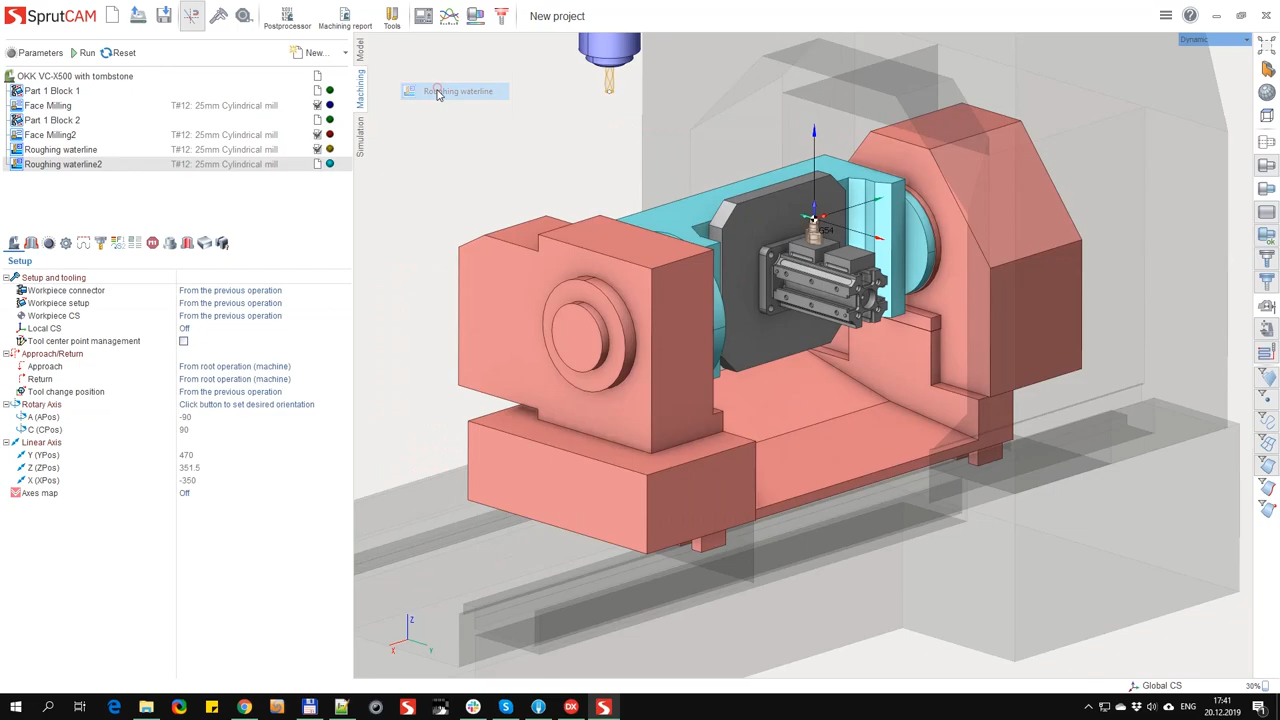 SprutCAM
Postprocessor
Machining report
Tools
New project
Parameters
Run
Reset
New...
Dynamic
OKK VC-X500 with tombstone
Part 1 Block 1
Face Milling T#12: 25mm Cylindrical mill
Part 1 Block 2
Face Milling2 T#12: 25mm Cylindrical mill
Roughing waterline T#12: 25mm Cylindrical mill
Roughing waterline2 T#12: 25mm Cylindrical mill
Model
Machining
Simulation
Roughing waterline
G54
Setup
Setup and tooling
Workpiece connector From the previous operation
Workpiece setup From the previous operation
Workpiece CS From the previous operation
Local CS Off
Tool center point management
Approach/Return
Approach From root operation (machine)
Return From root operation (machine)
Tool change position From the previous operation
Rotary Axis Click button to set desired orientation
A (APos) -90
C (CPos) 90
Linear Axis
Y (YPos) 470
Z (ZPos) 351.5
X (XPos) -350
Axes map Off
Z
X
Y
Global CS
30%
17:41
20.12.2019